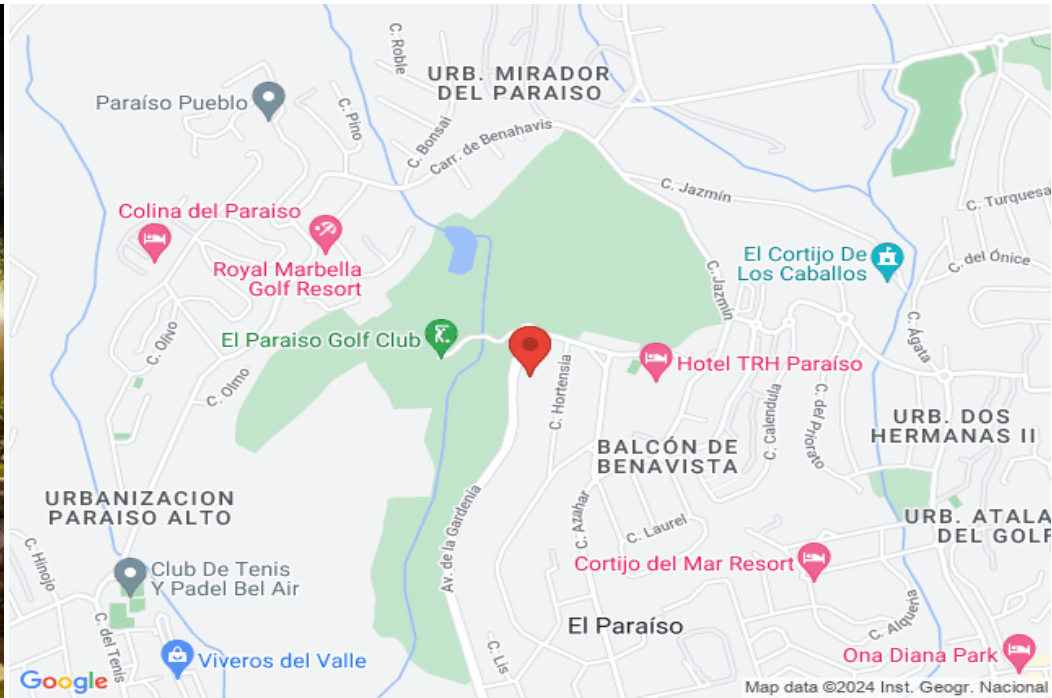 C. Roble
URB. MIRADOR
DEL PARAISO
Paraíso Pueblo
C. Pino
C. Bonsai
Carr. de Benahavis
C. Jazmín
C. Turquesa
Colina del Paraiso
Royal Marbella
Golf Resort
El Cortijo De
Los Caballos
C. del Ónice
C. Jazmín
C. Olivo
El Paraiso Golf Club
C. Ágata
Hotel TRH Paraíso
C. Olmo
C. Hortensia
C. Calendula
C. del Priorato
URB. DOS
HERMANAS II
BALCÓN DE
BENAVISTA
URBANIZACION
PARAISO ALTO
Av. de la Gardenia
C. Azahar
C. Laurel
URB. ATALA
DEL GOLF
C. Hinojo
Club De Tenis
Y Padel Bel Air
Cortijo del Mar Resort
C. del Tenis
El Paraíso
C. Alquería
C. Lis
Viveros del Valle
Ona Diana Park
Google
Map data ©2024 Inst. Geogr. Nacional